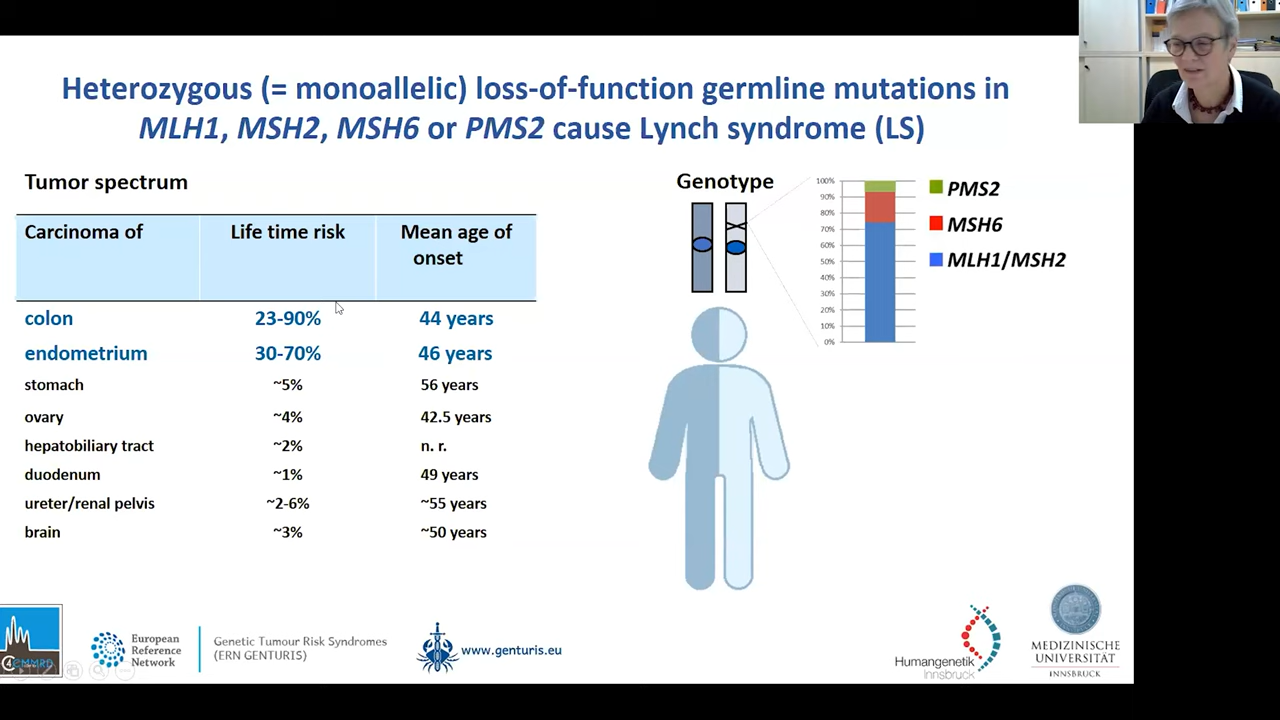 Heterozygous (= monoallelic) loss-of-function germline mutations in
MLH1, MSH2, MSH6 or PMS2 cause Lynch syndrome (LS)
Tumor spectrum
Carcinoma of Life time risk Mean age of
onset
colon 23-90% 44 years
endometrium 30-70% 46 years
stomach ~5% 56 years
ovary ~4% 42.5 years
hepatobiliary tract ~2% n. r.
duodenum ~1% 49 years
ureter/renal pelvis ~2-6% ~55 years
brain ~3% ~50 years
Genotype
100%
90%
80%
70%
60%
50%
40%
30%
20%
10%
0%
PMS2
MSH6
MLH1/MSH2
European
Reference
Network
Genetic Tumour Risk Syndromes
(ERN GENTURIS)
www.genturis.eu
Humangenetik
Innsbruck
MEDIZINISCHE
UNIVERSITÄT
INNSBRUCK